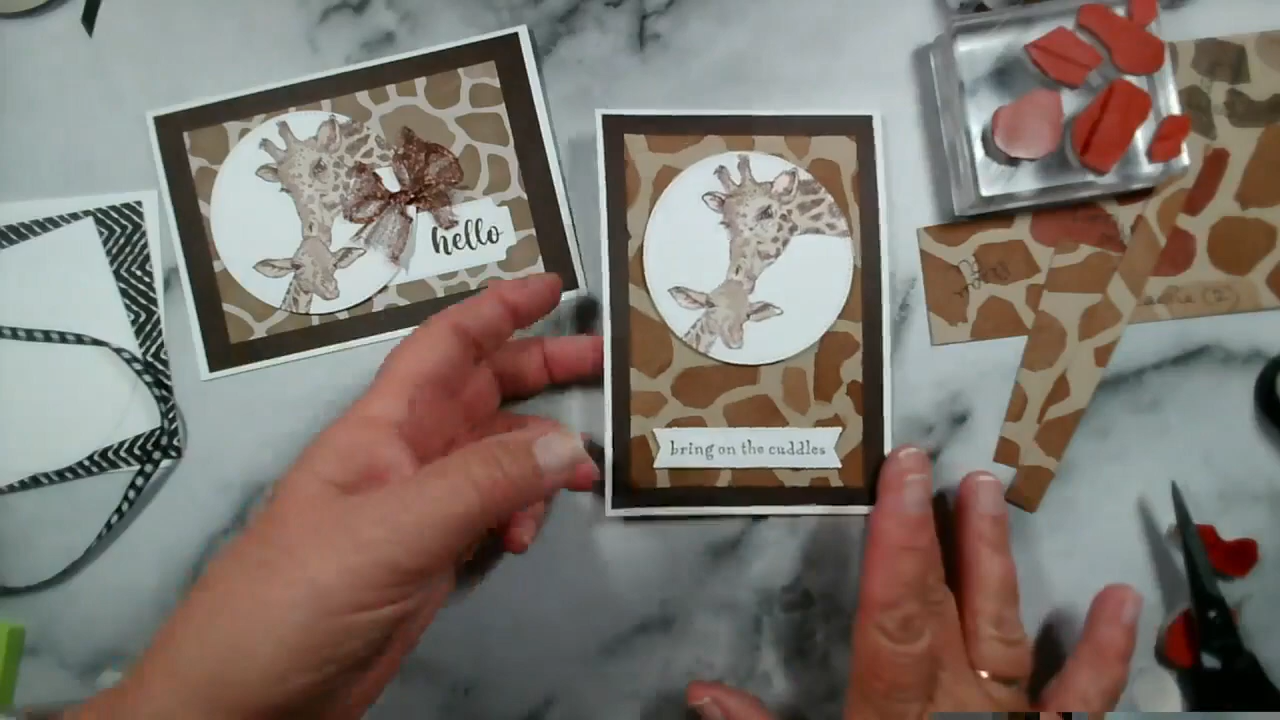 hello
bring on the cuddles